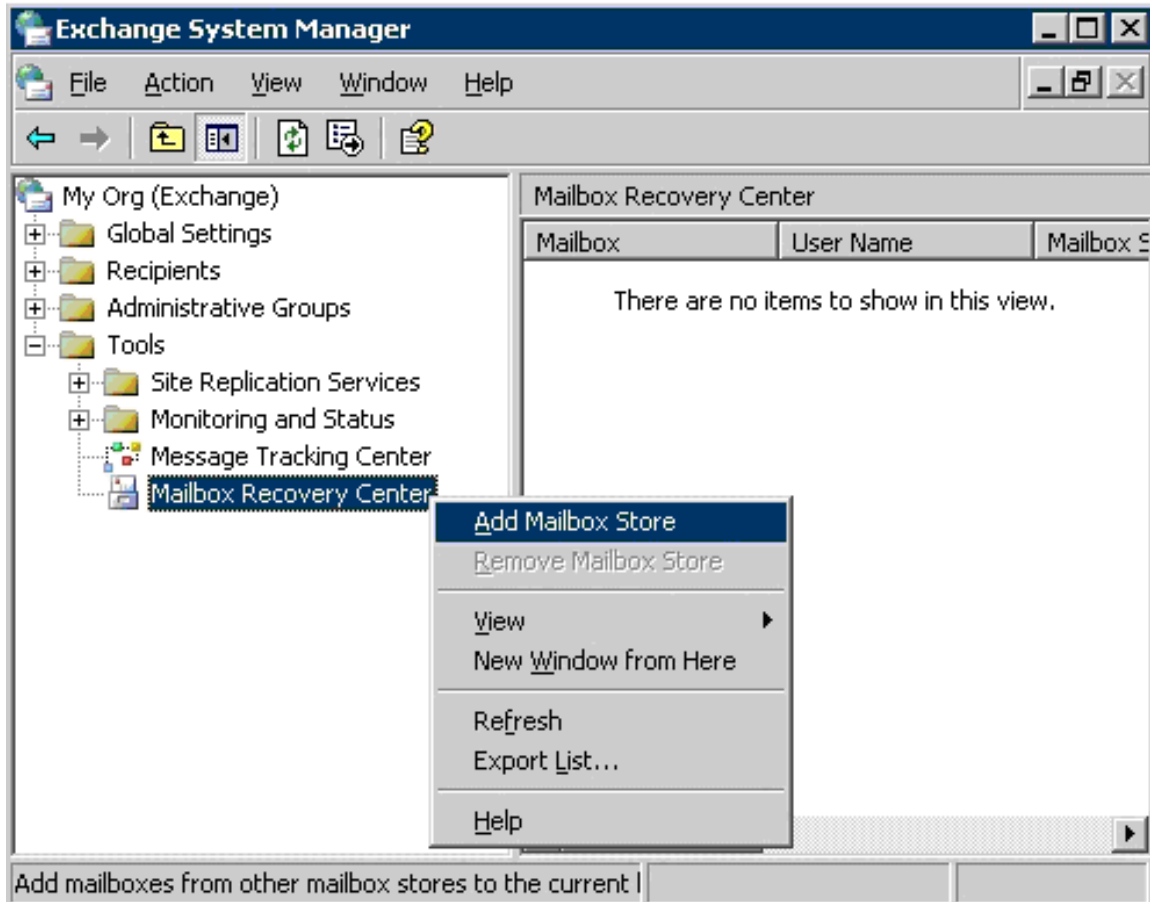 Exchange System Manager
File Action View Window Help
My Org (Exchange)
Global Settings
Recipients
Administrative Groups
Tools
Site Replication Services
Monitoring and Status
Message Tracking Center
Mailbox Recovery Center
Mailbox Recovery Center
Mailbox User Name Mailbox S
There are no items to show in this view.
Add Mailbox Store
Remove Mailbox Store
View
New Window from Here
Refresh
Export List...
Help
Add mailboxes from other mailbox stores to the current